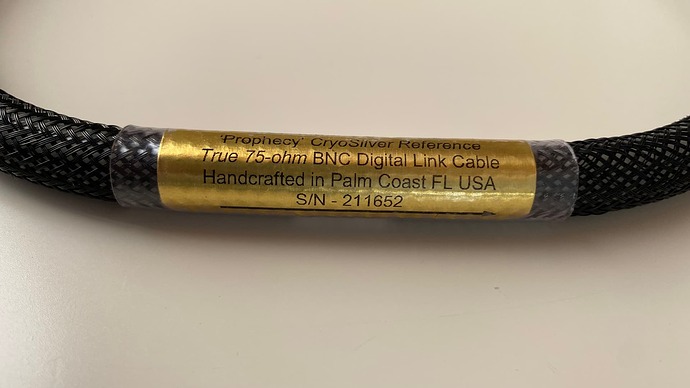 'Prophecy' CryoSilver Reference
True 75-ohm BNC Digital Link Cable
Handcrafted in Palm Coast FL USA
S/N - 211652